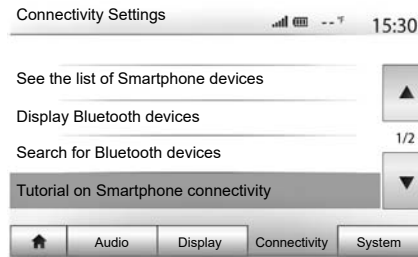 Connectivity Settings
-- °F 15:30
See the list of Smartphone devices
Display Bluetooth devices
1/2
Search for Bluetooth devices
Tutorial on Smartphone connectivity
Audio Display Connectivity System